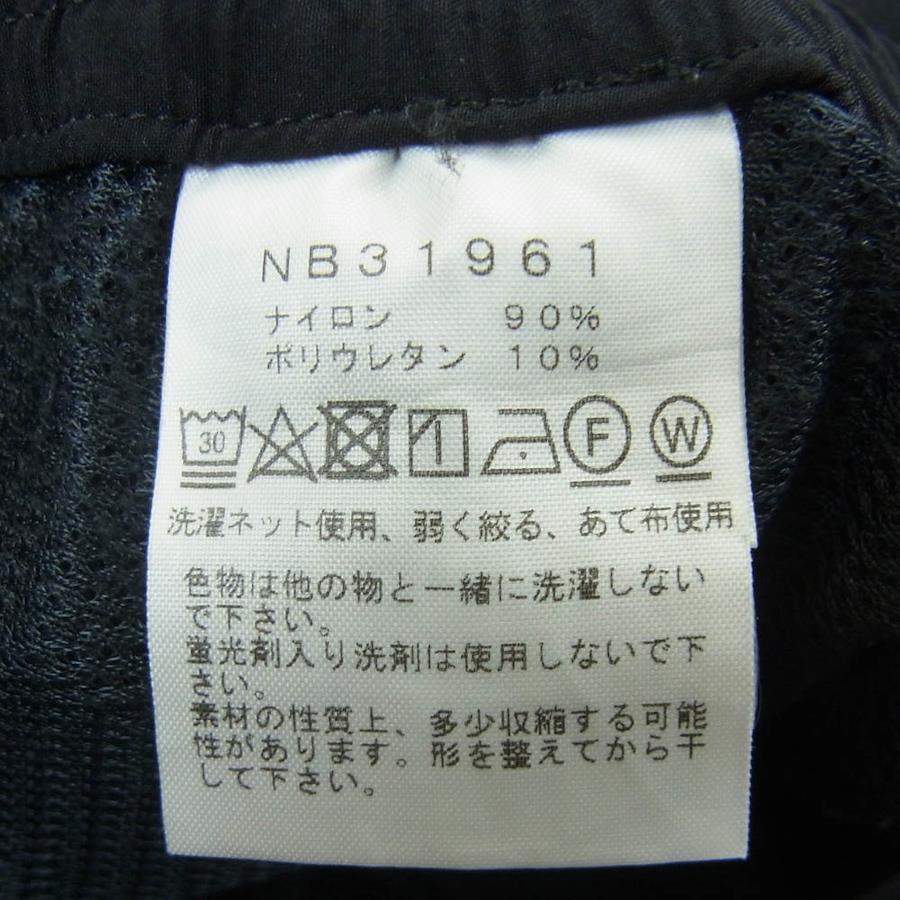 NB31961
ナイロン 90%
ポリウレタン 10%
30 F W
洗濯ネット使用、弱く絞る、あて布使用
色物は他の物と一緒に洗濯しない
で下さい。
蛍光剤入り洗剤は使用しないで下
さい。
素材の性質上、多少収縮する可能
性があります。形を整えてから干
して下さい。